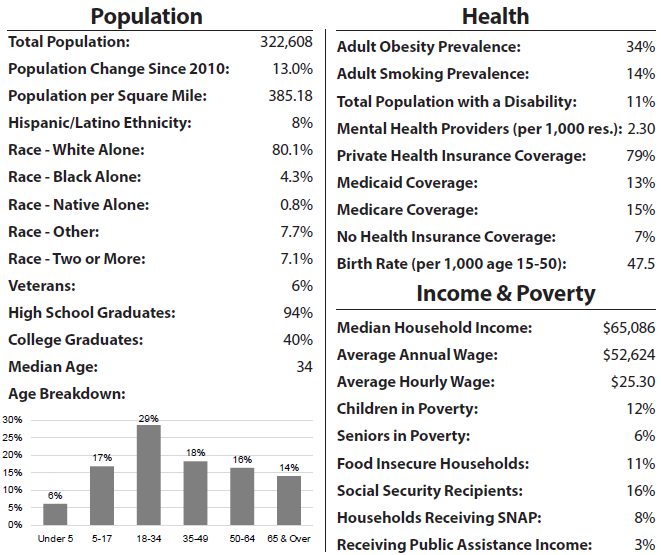 Population
Total Population: 322,608
Population Change Since 2010: 13.0%
Population per Square Mile: 385.18
Hispanic/Latino Ethnicity: 8%
Race - White Alone: 80.1%
Race - Black Alone: 4.3%
Race - Native Alone: 0.8%
Race - Other: 7.7%
Race - Two or More: 7.1%
Veterans: 6%
High School Graduates: 94%
College Graduates: 40%
Median Age: 34
Age Breakdown:
30%
25%
20%
15%
10%
5%
0%
6%
17%
29%
18%
16%
14%
Under 5 5-17 18-34 35-49 50-64 65 & Over
Health
Adult Obesity Prevalence: 34%
Adult Smoking Prevalence: 14%
Total Population with a Disability: 11%
Mental Health Providers (per 1,000 res.): 2.30
Private Health Insurance Coverage: 79%
Medicaid Coverage: 13%
Medicare Coverage: 15%
No Health Insurance Coverage: 7%
Birth Rate (per 1,000 age 15-50): 47.5
Income & Poverty
Median Household Income: $65,086
Average Annual Wage: $52,624
Average Hourly Wage: $25.30
Children in Poverty: 12%
Seniors in Poverty: 6%
Food Insecure Households: 11%
Social Security Recipients: 16%
Households Receiving SNAP: 8%
Receiving Public Assistance Income: 3%